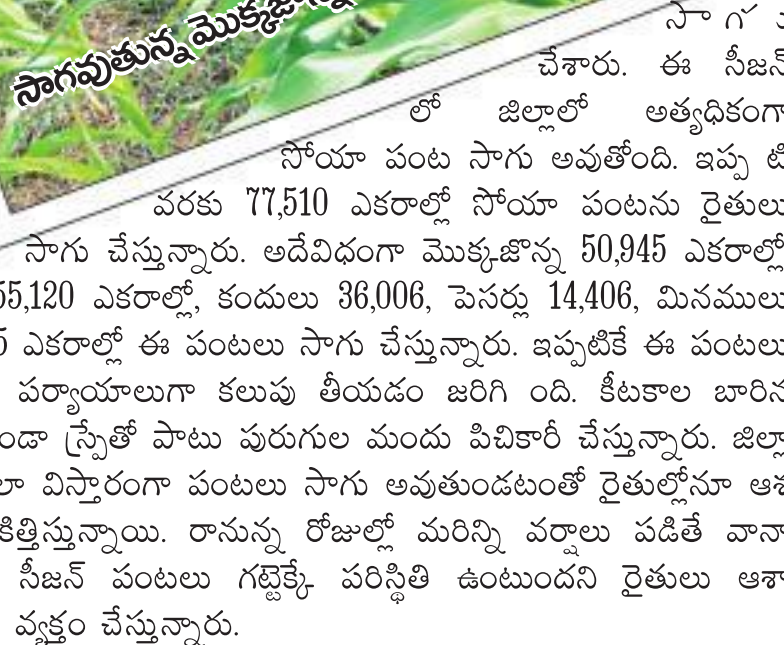 సాగవుతున్న మొక్కజొన్న
చేశారు. ఈ సీజన్
లో జిల్లాలో అత్యధికంగా
సోయా పంట సాగు అవుతోంది. ఇప్ప టి
వరకు 77,510 ఎకరాల్లో సోయా పంటను రైతులు
సాగు చేస్తున్నారు. అదేవిధంగా మొక్కజొన్న 50,945 ఎకరాల్లో
55,120 ఎకరాల్లో, కందులు 36,006, పెసర్లు 14,406, మినములు
5 ఎకరాల్లో ఈ పంటలు సాగు చేస్తున్నారు. ఇప్పటికే ఈ పంటలు
పర్యాయాలుగా కలుపు తీయడం జరిగి ంది. కీటకాల బారిన
ండా స్ప్రేతో పాటు పురుగుల మందు పిచికారీ చేస్తున్నారు. జిల్లా
లా విస్తారంగా పంటలు సాగు అవుతుండటంతో రైతుల్లోనూ ఆశ
కిత్తిస్తున్నాయి. రానున్న రోజుల్లో మరిన్ని వర్షాలు పడితే వానా
సీజన్ పంటలు గట్టెక్కే పరిస్థితి ఉంటుందని రైతులు ఆశా
వ్యక్తం చేస్తున్నారు.